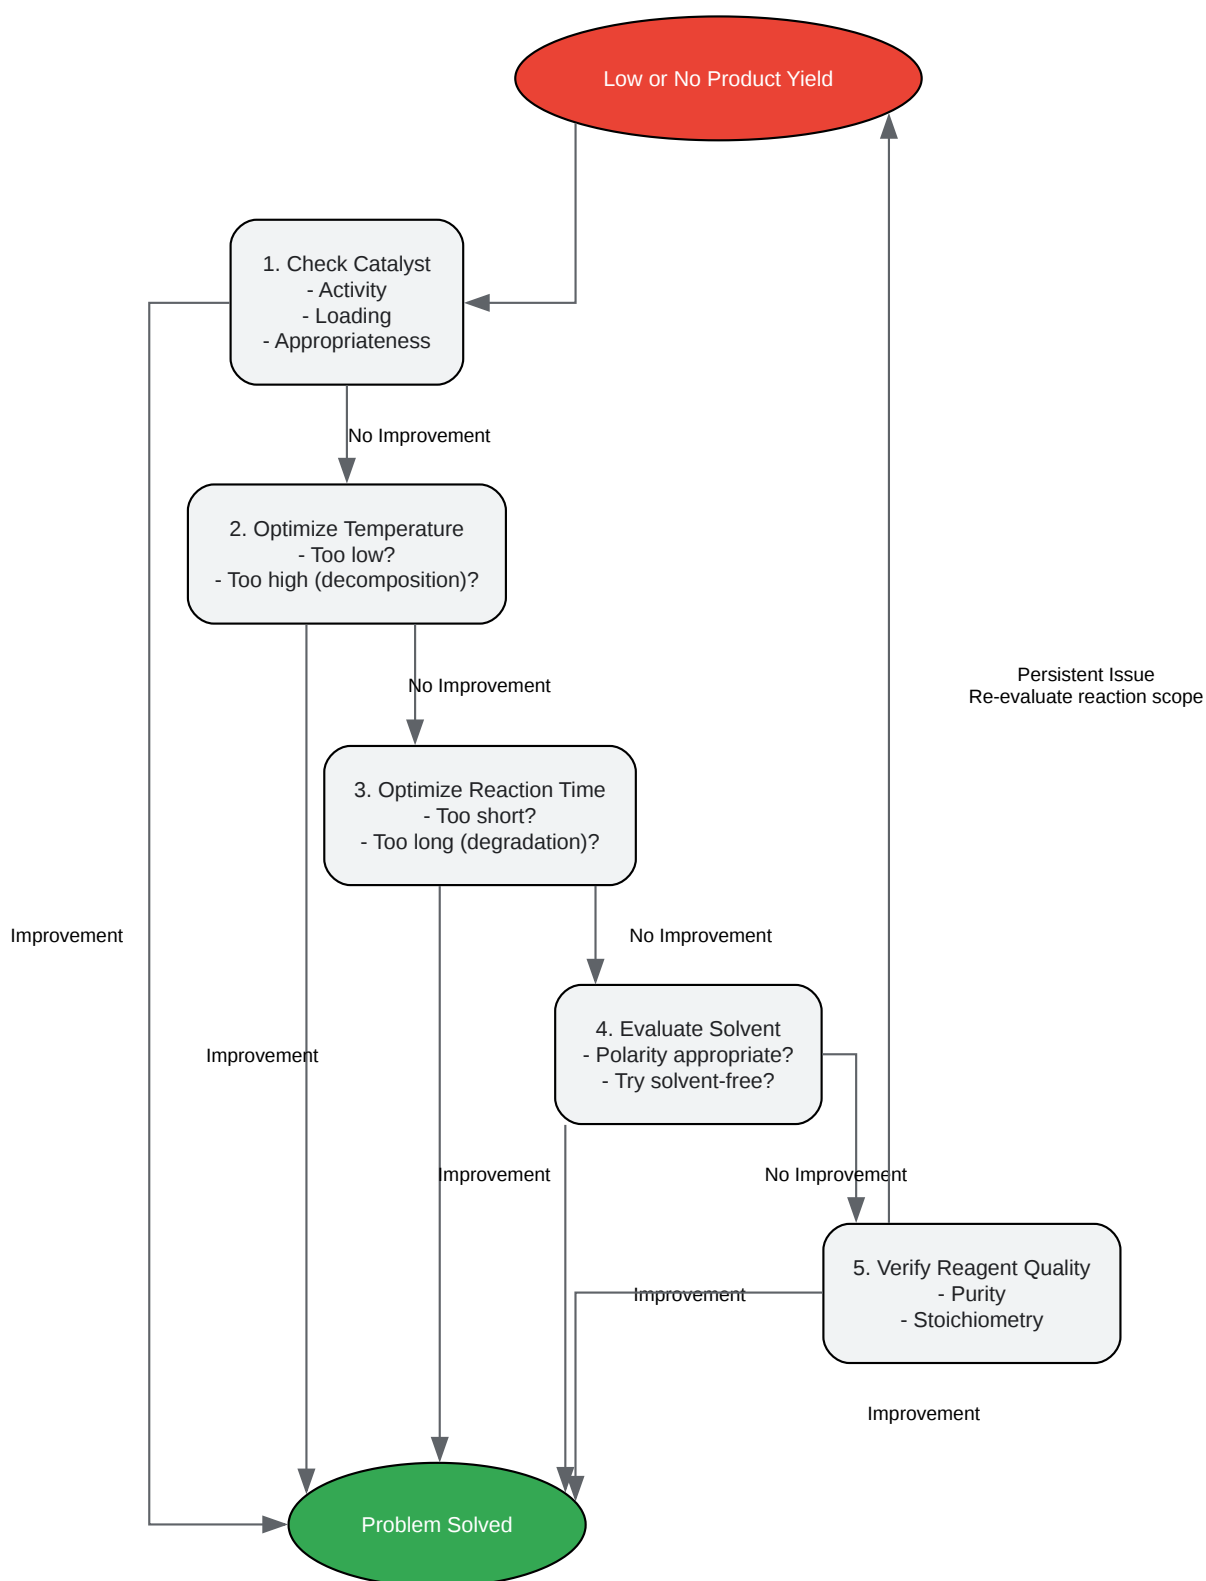 Low or No Product Yield
1. Check Catalyst
- Activity
- Loading
- Appropriateness
No Improvement
2. Optimize Temperature
- Too low?
- Too high (decomposition)?
No Improvement
Persistent Issue
Re-evaluate reaction scope
3. Optimize Reaction Time
- Too short?
- Too long (degradation)?
Improvement
No Improvement
4. Evaluate Solvent
- Polarity appropriate?
- Try solvent-free?
Improvement
Improvement
No Improvement
5. Verify Reagent Quality
- Purity
- Stoichiometry
Improvement
Improvement
Problem Solved